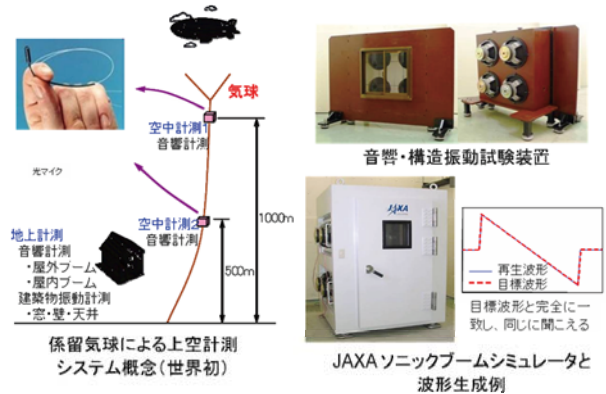 気球
空中計測1
音響計測
光マイク
空中計測2
音響計測
1000m
500m
地上計測
音響計測
・屋外ブーム
・屋内ブーム
建築物振動計測
・窓・壁・天井
係留気球による上空計測
システム概念(世界初)
音響・構造振動試験装置
JAXA
再生波形
目標波形
目標波形と完全に一
致し、同じに聞こえる
JAXAソニックブームシミュレータと
波形生成例